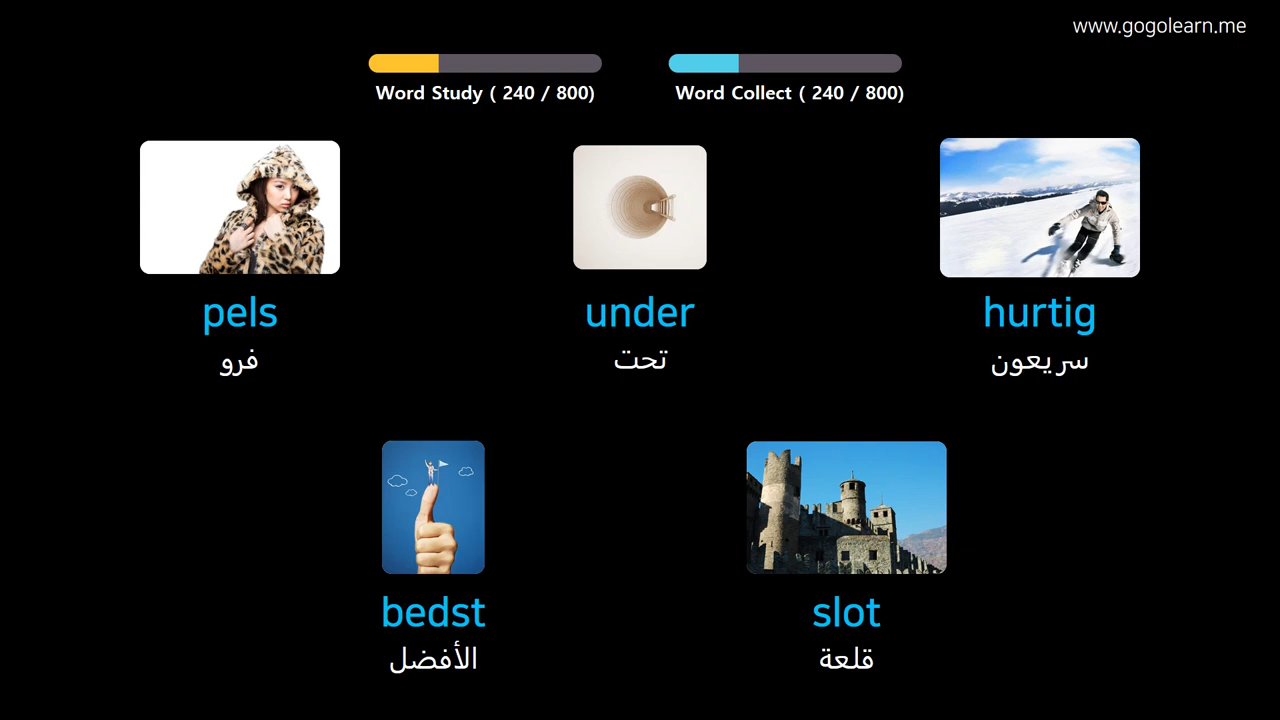 www.gogolearn.me
Word Study ( 240 / 800)
Word Collect ( 240 / 800)
pels
فرو
under
تحت
hurtig
سريعون
bedst
الأفضل
slot
قلعة